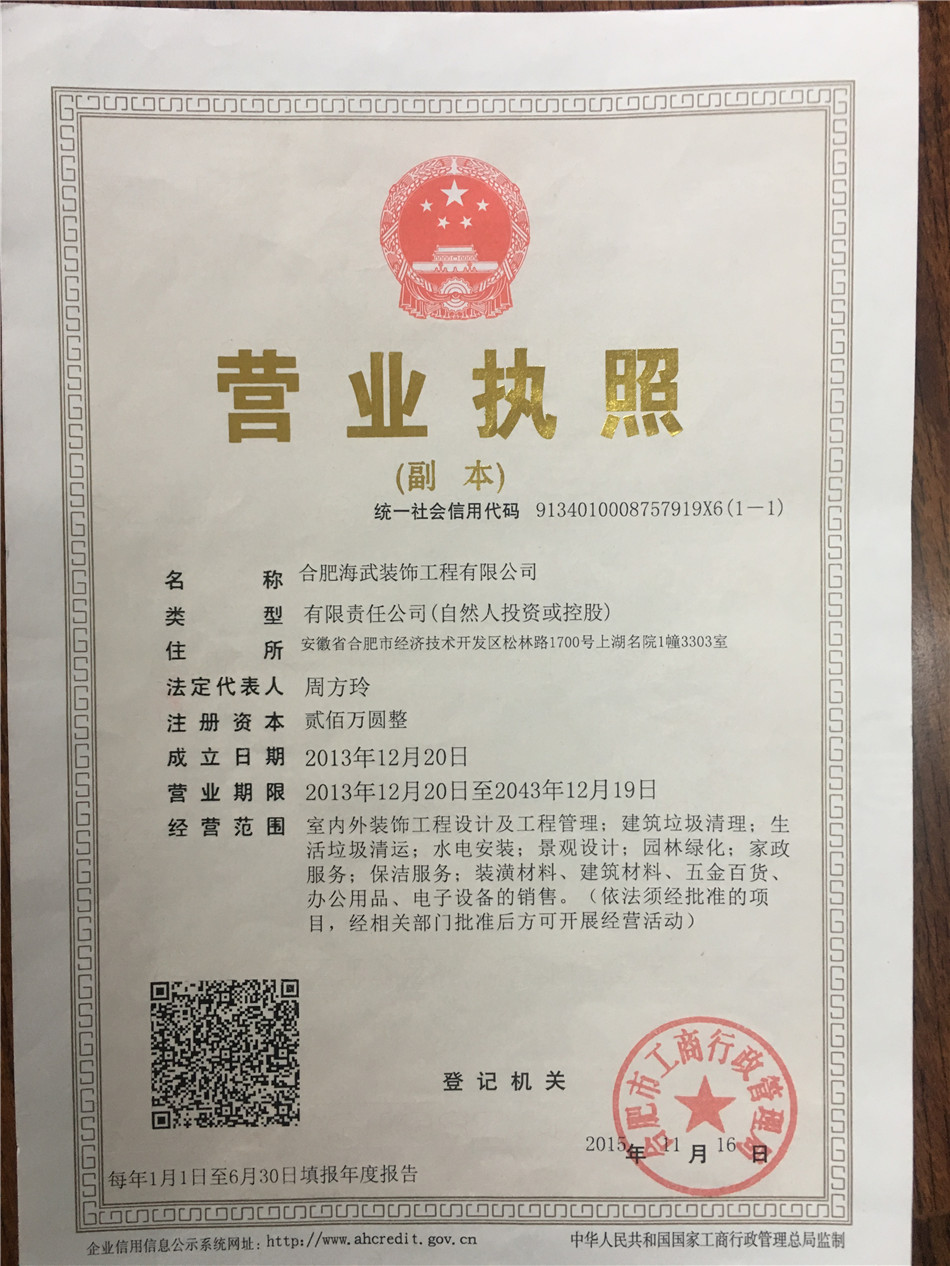 营业执照
(副 本)
统一社会信用代码 9134010008757919X6(1-1)
名 称 合肥海武装饰工程有限公司
类 型 有限责任公司(自然人投资或控股)
住 所 安徽省合肥市经济技术开发区松林路1700号上湖名院1幢3303室
法定代表人 周方玲
注册资本 贰佰万圆整
成立日期 2013年12月20日
营业期限 2013年12月20日至2043年12月19日
经营范围 室内外装饰工程设计及工程管理；建筑垃圾清理；生
活垃圾清运；水电安装；景观设计；园林绿化；家政
服务；保洁服务；装潢材料、建筑材料、五金百货、
办公用品、电子设备的销售。（依法须经批准的项
目，经相关部门批准后方可开展经营活动）
登记机关
合肥市工商行政管理局
2015年 11月 16日
每年1月1日至6月30日填报年度报告
企业信用信息公示系统网址：http://www.ahcredit.gov.cn
中华人民共和国国家工商行政管理总局监制